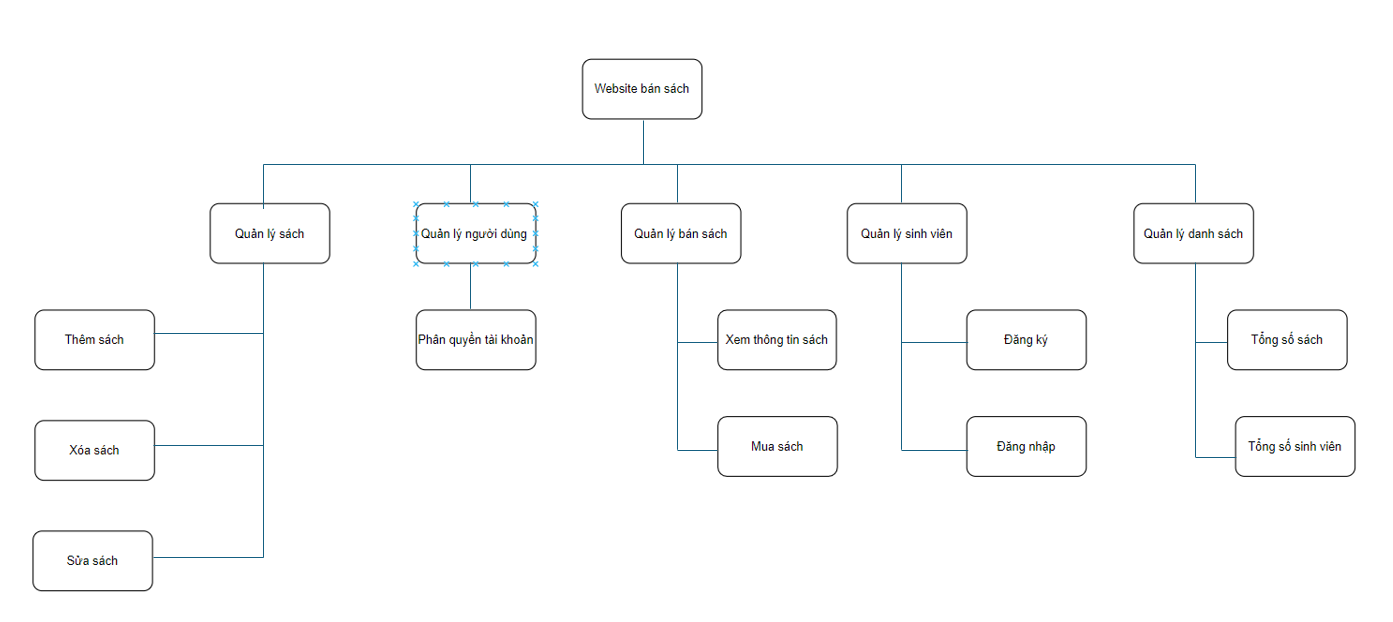 Website bán sách
Quản lý sách
Quản lý người dùng
Quản lý bán sách
Quản lý sinh viên
Quản lý danh sách
Thêm sách
Phân quyền tài khoản
Xem thông tin sách
Đăng ký
Tổng số sách
Xóa sách
Mua sách
Đăng nhập
Tổng số sinh viên
Sửa sách